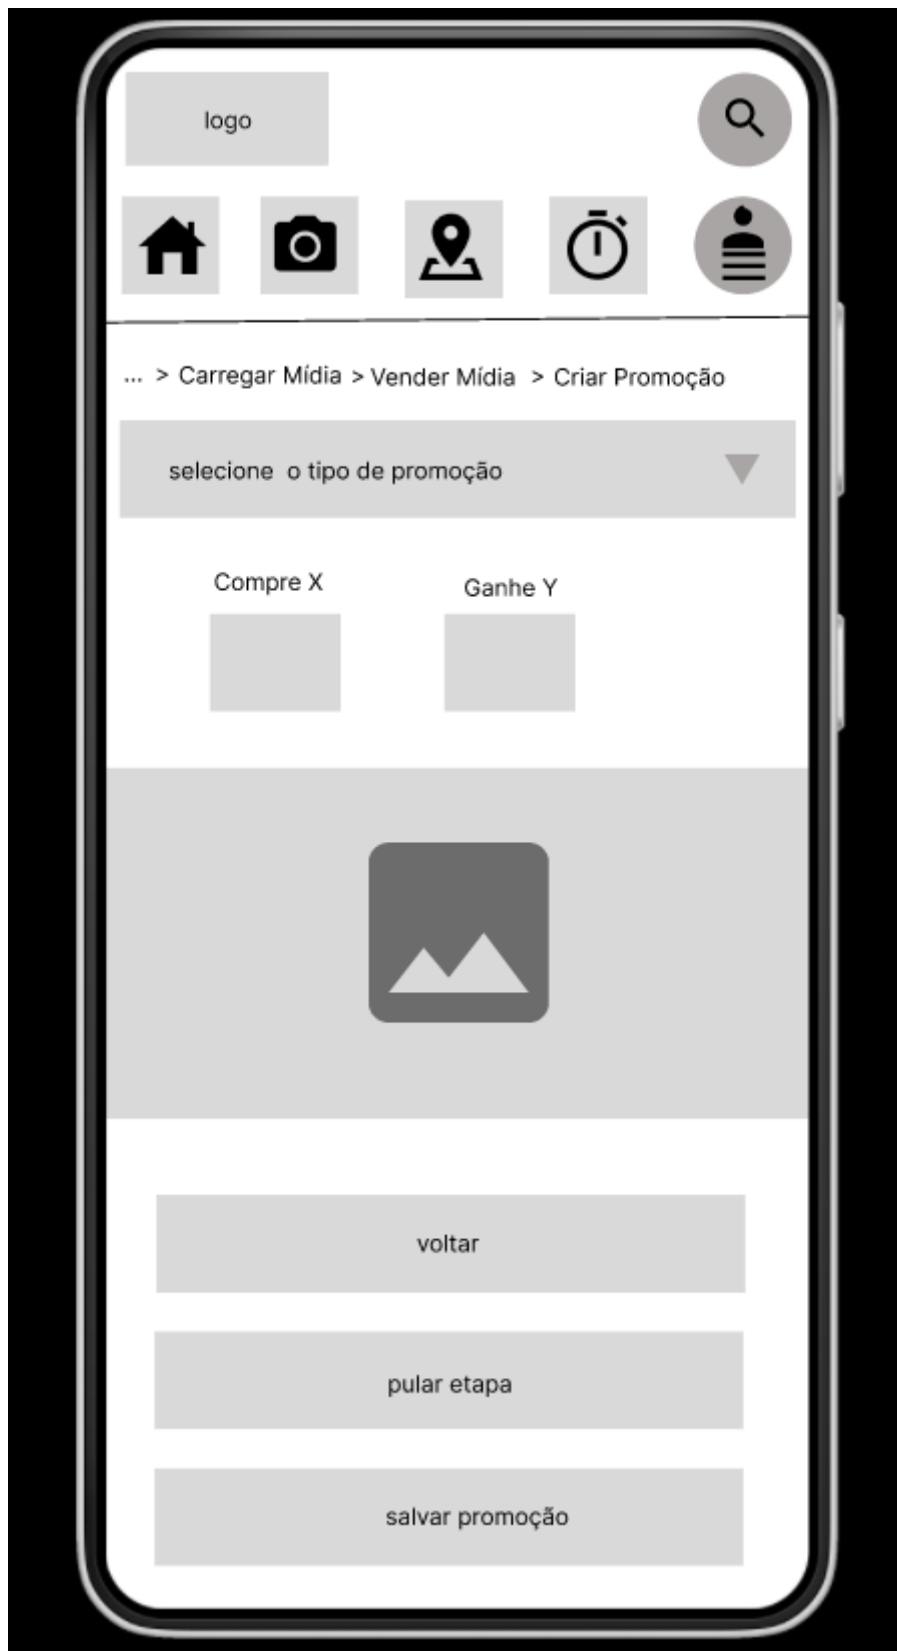 logo
... > Carregar Mídia > Vender Mídia > Criar Promoção
selecione o tipo de promoção
Compre X Ganhe Y
voltar
pular etapa
salvar promoção